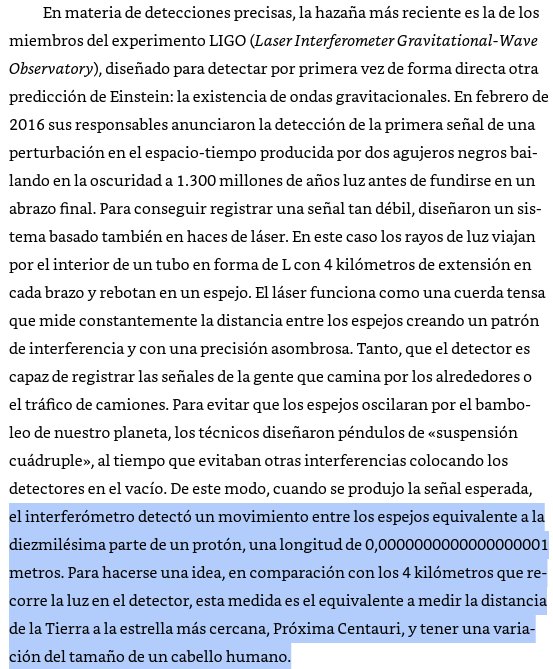 En materia de detecciones precisas, la hazaña más reciente es la de los
miembros del experimento LIGO (Laser Interferometer Gravitational-Wave
Observatory), diseñado para detectar por primera vez de forma directa otra
predicción de Einstein: la existencia de ondas gravitacionales. En febrero de
2016 sus responsables anunciaron la detección de la primera señal de una
perturbación en el espacio-tiempo producida por dos agujeros negros bai-
lando en la oscuridad a 1.300 millones de años luz antes de fundirse en un
abrazo final. Para conseguir registrar una señal tan débil, diseñaron un sis-
tema basado también en haces de láser. En este caso los rayos de luz viajan
por el interior de un tubo en forma de L con 4 kilómetros de extensión en
cada brazo y rebotan en un espejo. El láser funciona como una cuerda tensa
que mide constantemente la distancia entre los espejos creando un patrón
de interferencia y con una precisión asombrosa. Tanto, que el detector es
capaz de registrar las señales de la gente que camina por los alrededores o
el tráfico de camiones. Para evitar que los espejos oscilaran por el bambo-
leo de nuestro planeta, los técnicos diseñaron péndulos de «suspensión
cuádruple», al tiempo que evitaban otras interferencias colocando los
detectores en el vacío. De este modo, cuando se produjo la señal esperada,
el interferómetro detectó un movimiento entre los espejos equivalente a la
diezmilésima parte de un protón, una longitud de 0,0000000000000000001
metros. Para hacerse una idea, en comparación con los 4 kilómetros que re-
corre la luz en el detector, esta medida es el equivalente a medir la distancia
de la Tierra a la estrella más cercana, Próxima Centauri, y tener una varia-
ción del tamaño de un cabello humano.